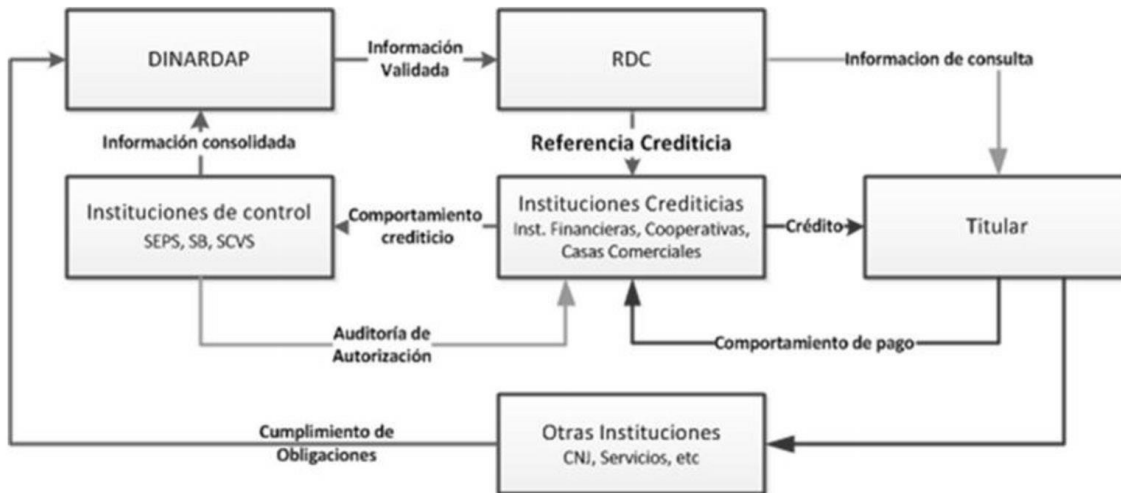 DINARDAP
Información
Validada
RDC
Informacion de consulta
Información consolidada
Referencia Crediticia
Instituciones de control
SEPS, SB, SCVS
Comportamiento
crediticio
Instituciones Crediticias
Inst. Financieras, Cooperativas,
Casas Comerciales
Crédito
Titular
Auditoría de
Autorización
Comportamiento de pago
Cumplimiento de
Obligaciones
Otras Instituciones
CNJ, Servicios, etc